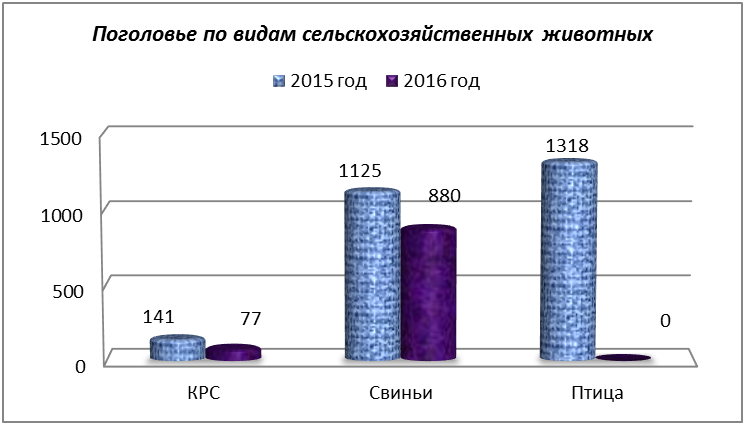 Поголовье по видам сельскохозяйственных животных
2015 год 2016 год
1500
1000
500
0
141 77
1125 880
1318 0
КРС Свиньи Птица